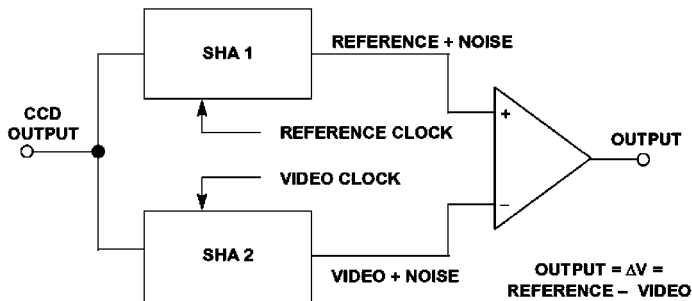 SHA 1
REFERENCE + NOISE
CCD
OUTPUT
REFERENCE CLOCK
+
OUTPUT
VIDEO CLOCK
–
SHA 2
VIDEO + NOISE
OUTPUT = ΔV =
REFERENCE – VIDEO